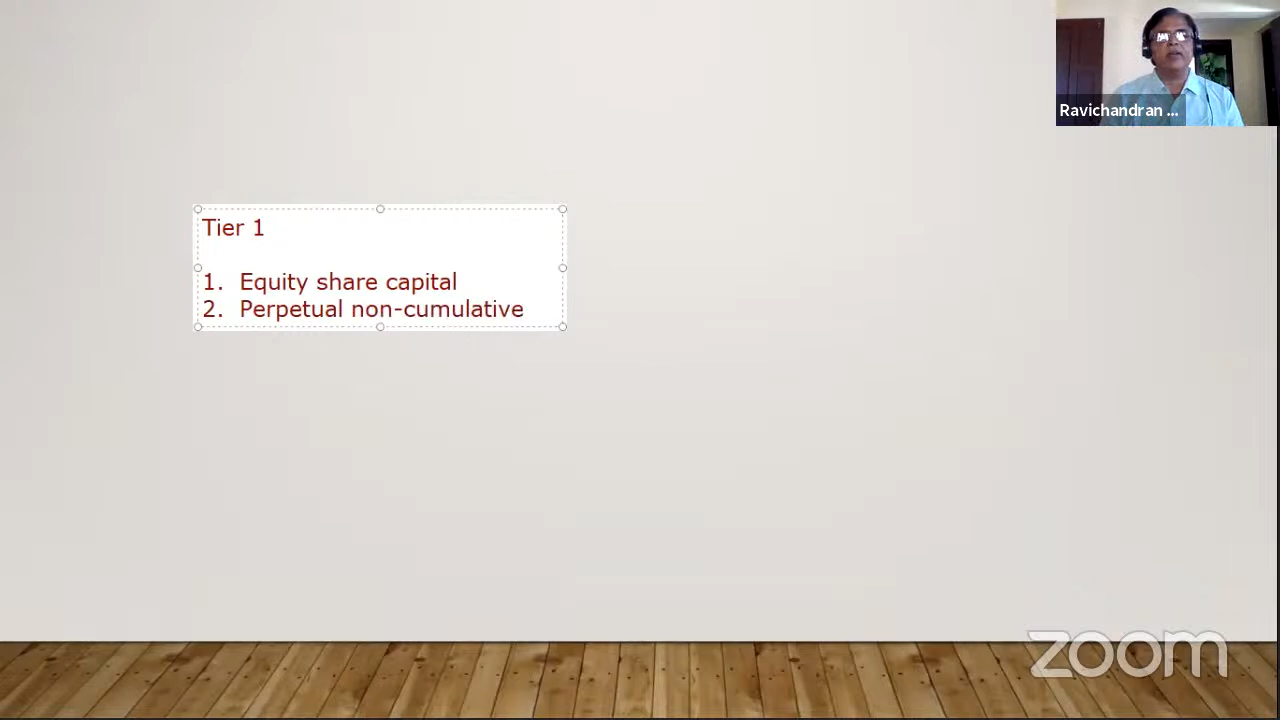 Ravichandran ...
Tier 1
1. Equity share capital
2. Perpetual non-cumulative
zoom